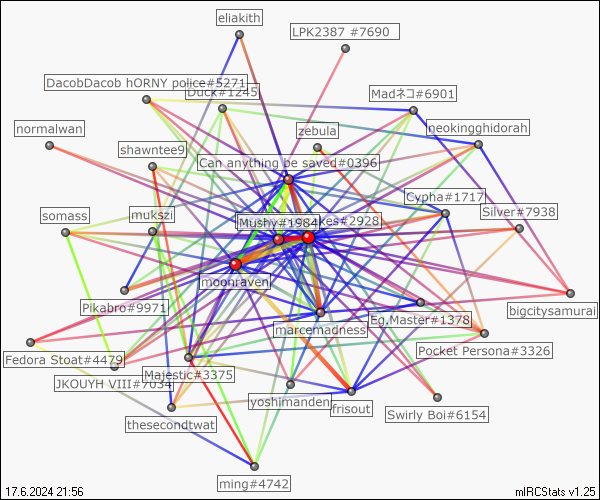 eliakith
LPK2387 #7690
DacobDacob hORNY police#5271
Duck#1245
Madネコ#6901
normalwan
zebula
neokingghidorah
shawntee9
Can anything be saved#0396
Cypha#1717
somass
mukszi
Mushy#1984
kes#2928
Silver#7938
moonraven
Pikabro#9971
marcemadness
Eg.Master#1378
bigcitysamurai
Fedora Stoat#4479
Majestic#3375
Pocket Persona#3326
JKOUYH VIII#7034
yoshimanden
frisout
Swirly Boi#6154
thesecondtwat
ming#4742
17.6.2024 21:56
mIRCStats v1.25